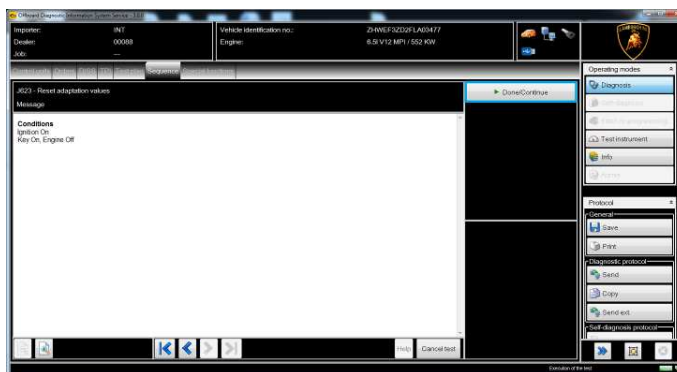 Offboard Diagnostic Information System Service - 3.0.0
Importer: INT
Dealer: 00088
Job: ---
Vehicle identification no.: ZHWEF3ZD2FLA03477
Engine: 6.5l V12 MPI / 552 KW
Sequence
J623 - Reset adaptation values
Message
Done/Continue
Conditions
Ignition On
Key On, Engine Off
Help
Cancel test
Operating modes
Diagnosis
Test instrument
Info
Protocol
General
Save
Print
Diagnostic protocol
Send
Copy
Send ext.
Self-diagnosis protocol
Execution of the test